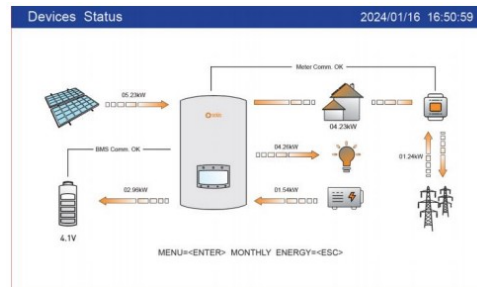 Devices Status
2024/01/16 16:50:59
Meter Comm. OK
05.23kW
04.23kW
BMS Comm. OK
04.26kW
01.24kW
02.96kW
01.54kW
4.1V
MENU=<ENTER> MONTHLY ENERGY=<ESC>